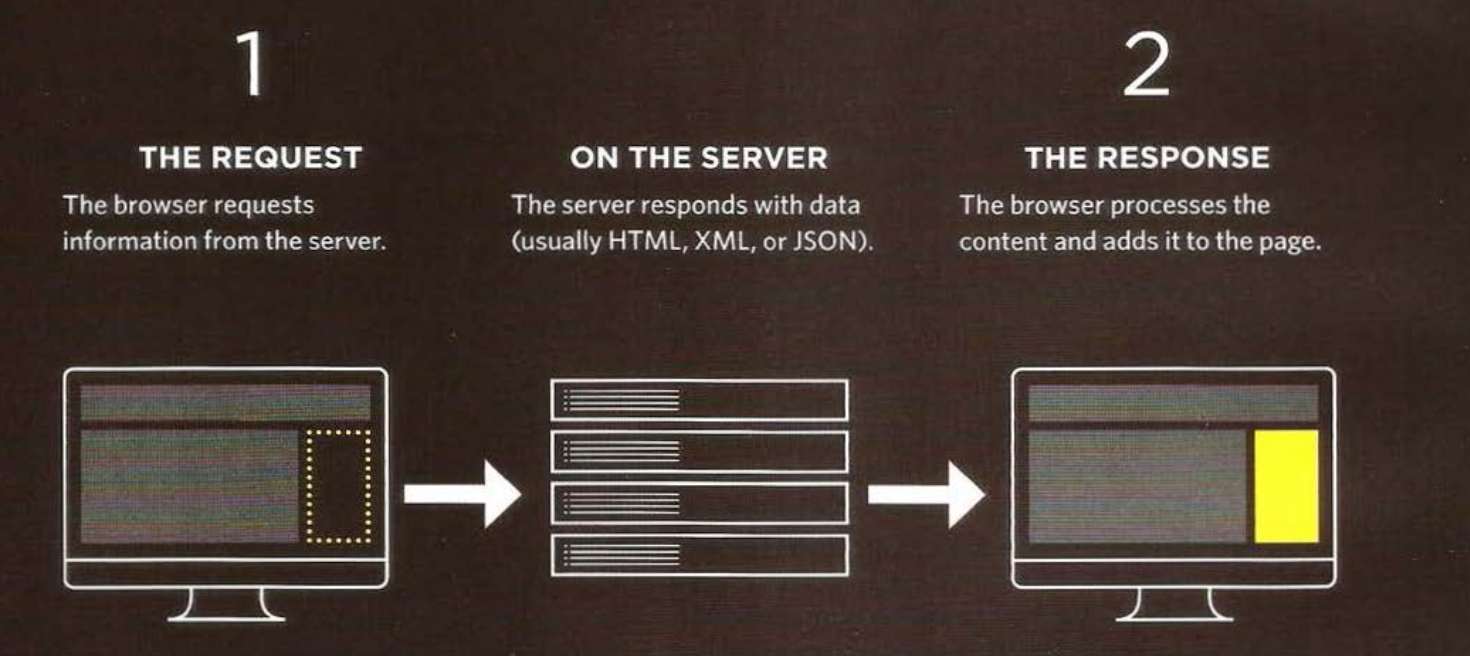 1
THE REQUEST
The browser requests
information from the server.
ON THE SERVER
The server responds with data
(usually HTML, XML, or JSON).
2
THE RESPONSE
The browser processes the
content and adds it to the page.